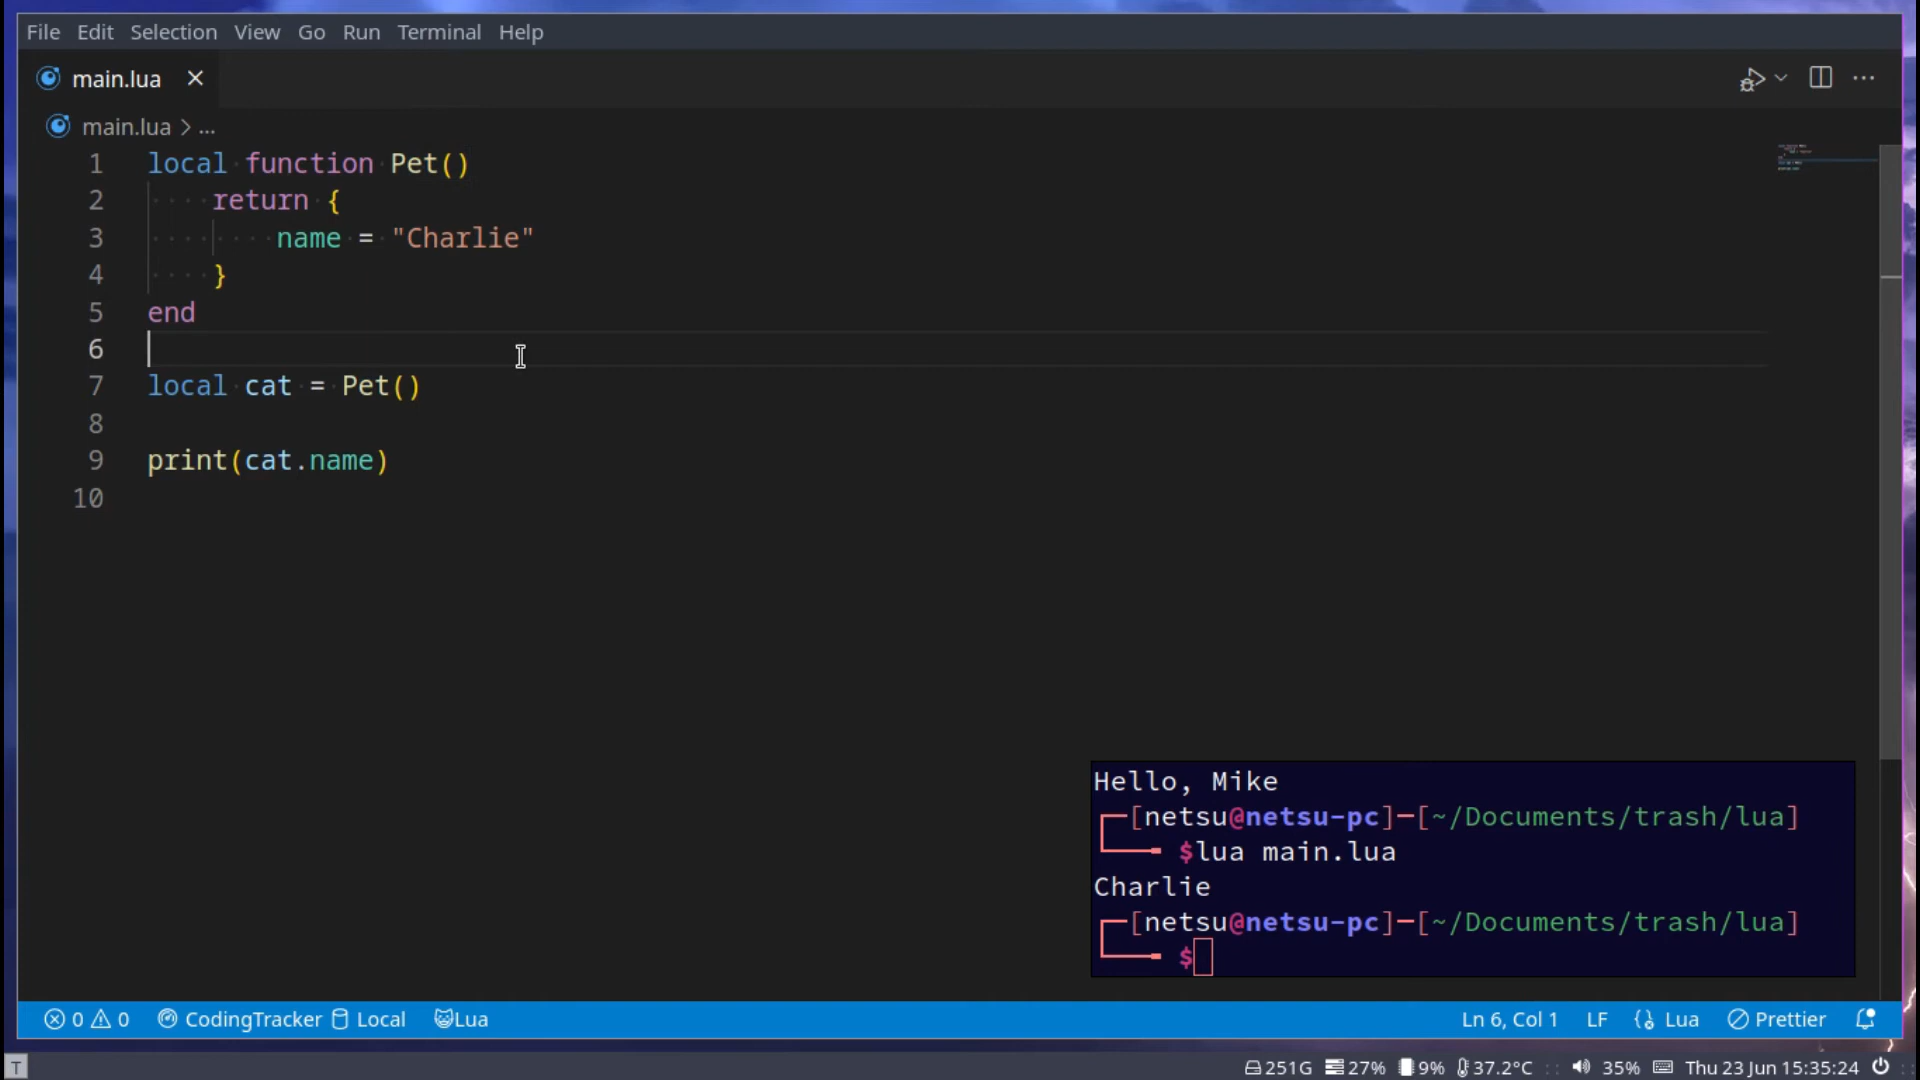 File Edit Selection View Go Run Terminal Help
main.lua
main.lua > ...
1 local function Pet()
2 return {
3 name = "Charlie"
4 }
5 end
6
7 local cat = Pet()
8
9 print(cat.name)
10
Hello, Mike
[netsu@netsu-pc]-[~/Documents/trash/lua]
$lua main.lua
Charlie
[netsu@netsu-pc]-[~/Documents/trash/lua]
$
0 0 CodingTracker Local Lua Ln 6, Col 1 LF Lua Prettier
T 251G 27% 9% 37.2°C 35% Thu 23 Jun 15:35:24